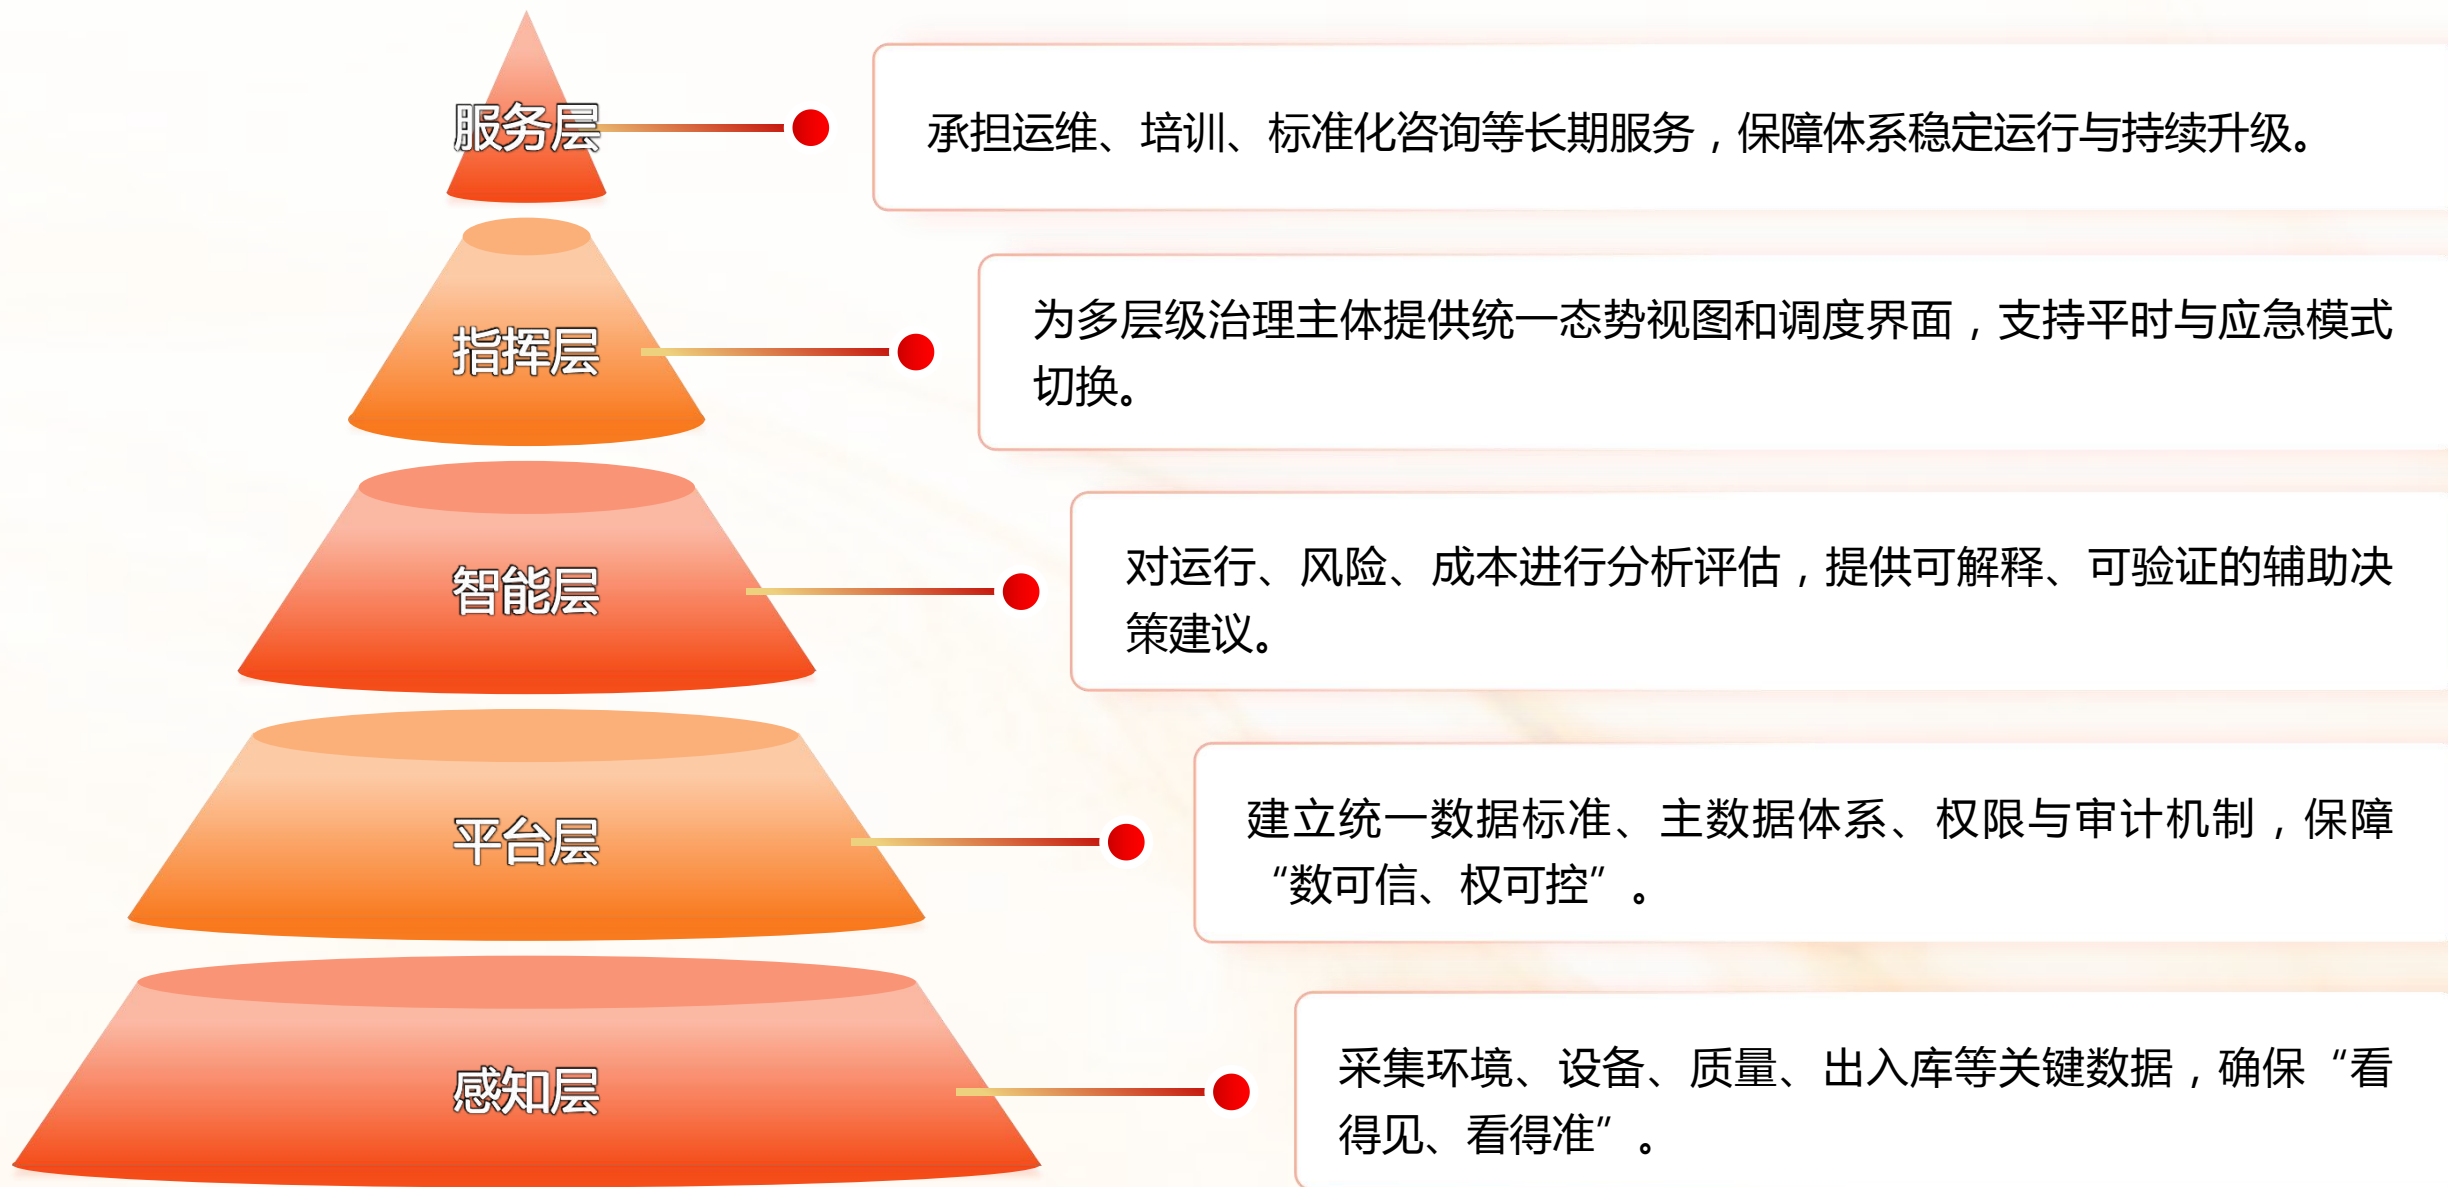 服务层
承担运维、培训、标准化咨询等长期服务，保障体系稳定运行与持续升级。
指挥层
为多层级治理主体提供统一态势视图和调度界面，支持平时与应急模式
切换。
智能层
对运行、风险、成本进行分析评估，提供可解释、可验证的辅助决
策建议。
平台层
建立统一数据标准、主数据体系、权限与审计机制，保障
“数可信、权可控”。
感知层
采集环境、设备、质量、出入库等关键数据，确保“看
得见、看得准”。